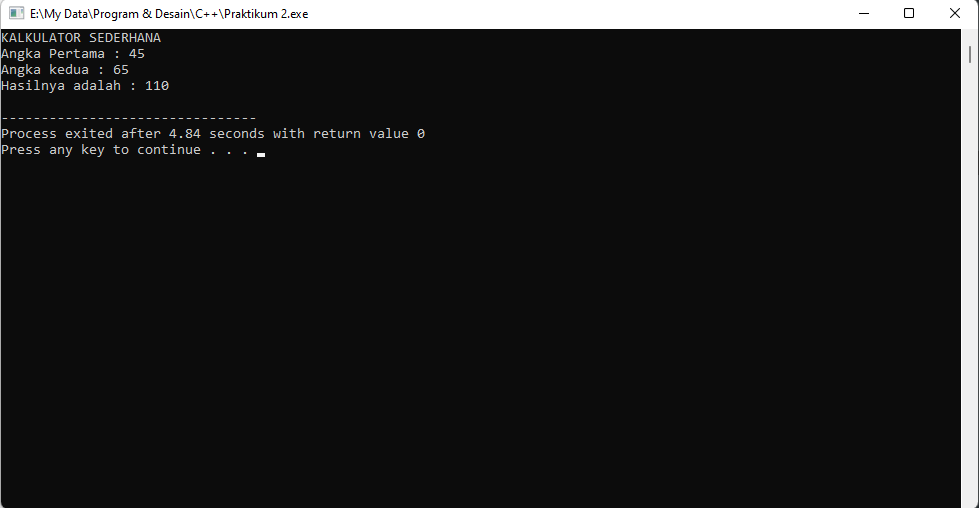 E:\My Data\Program & Desain\C++\Praktikum 2.exe
KALKULATOR SEDERHANA
Angka Pertama : 45
Angka kedua : 65
Hasilnya adalah : 110
--------------------------------
Process exited after 4.84 seconds with return value 0
Press any key to continue . . .